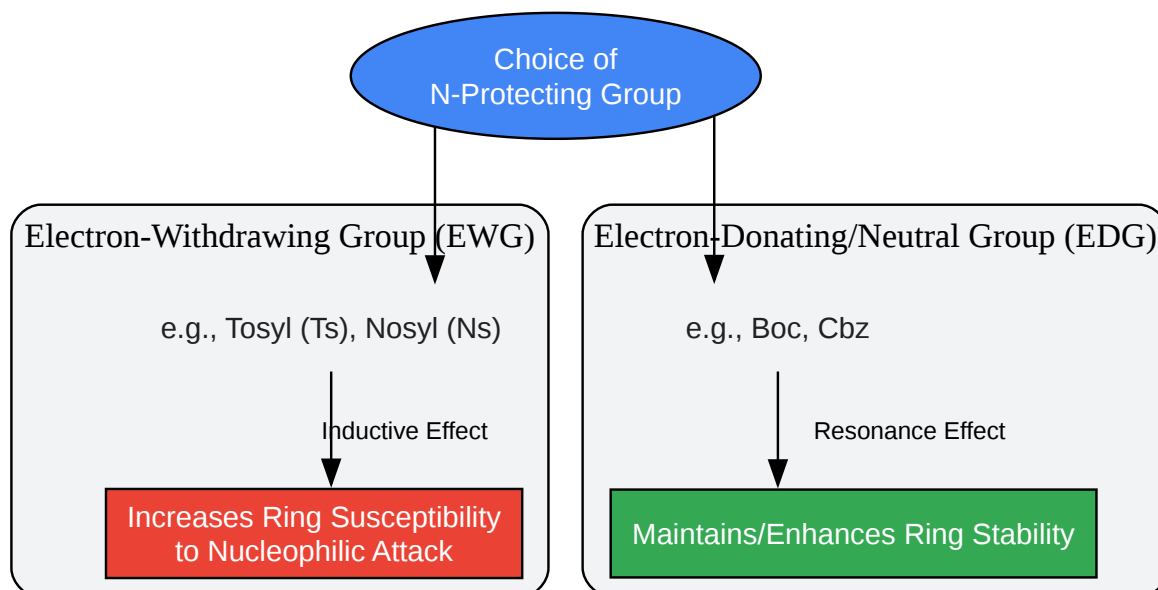 Choice of
N-Protecting Group
Electron-Withdrawing Group (EWG)
e.g., Tosyl (Ts), Nosyl (Ns)
Inductive Effect
Increases Ring Susceptibility
to Nucleophilic Attack
Electron-Donating/Neutral Group (EDG)
e.g., Boc, Cbz
Resonance Effect
Maintains/Enhances Ring Stability